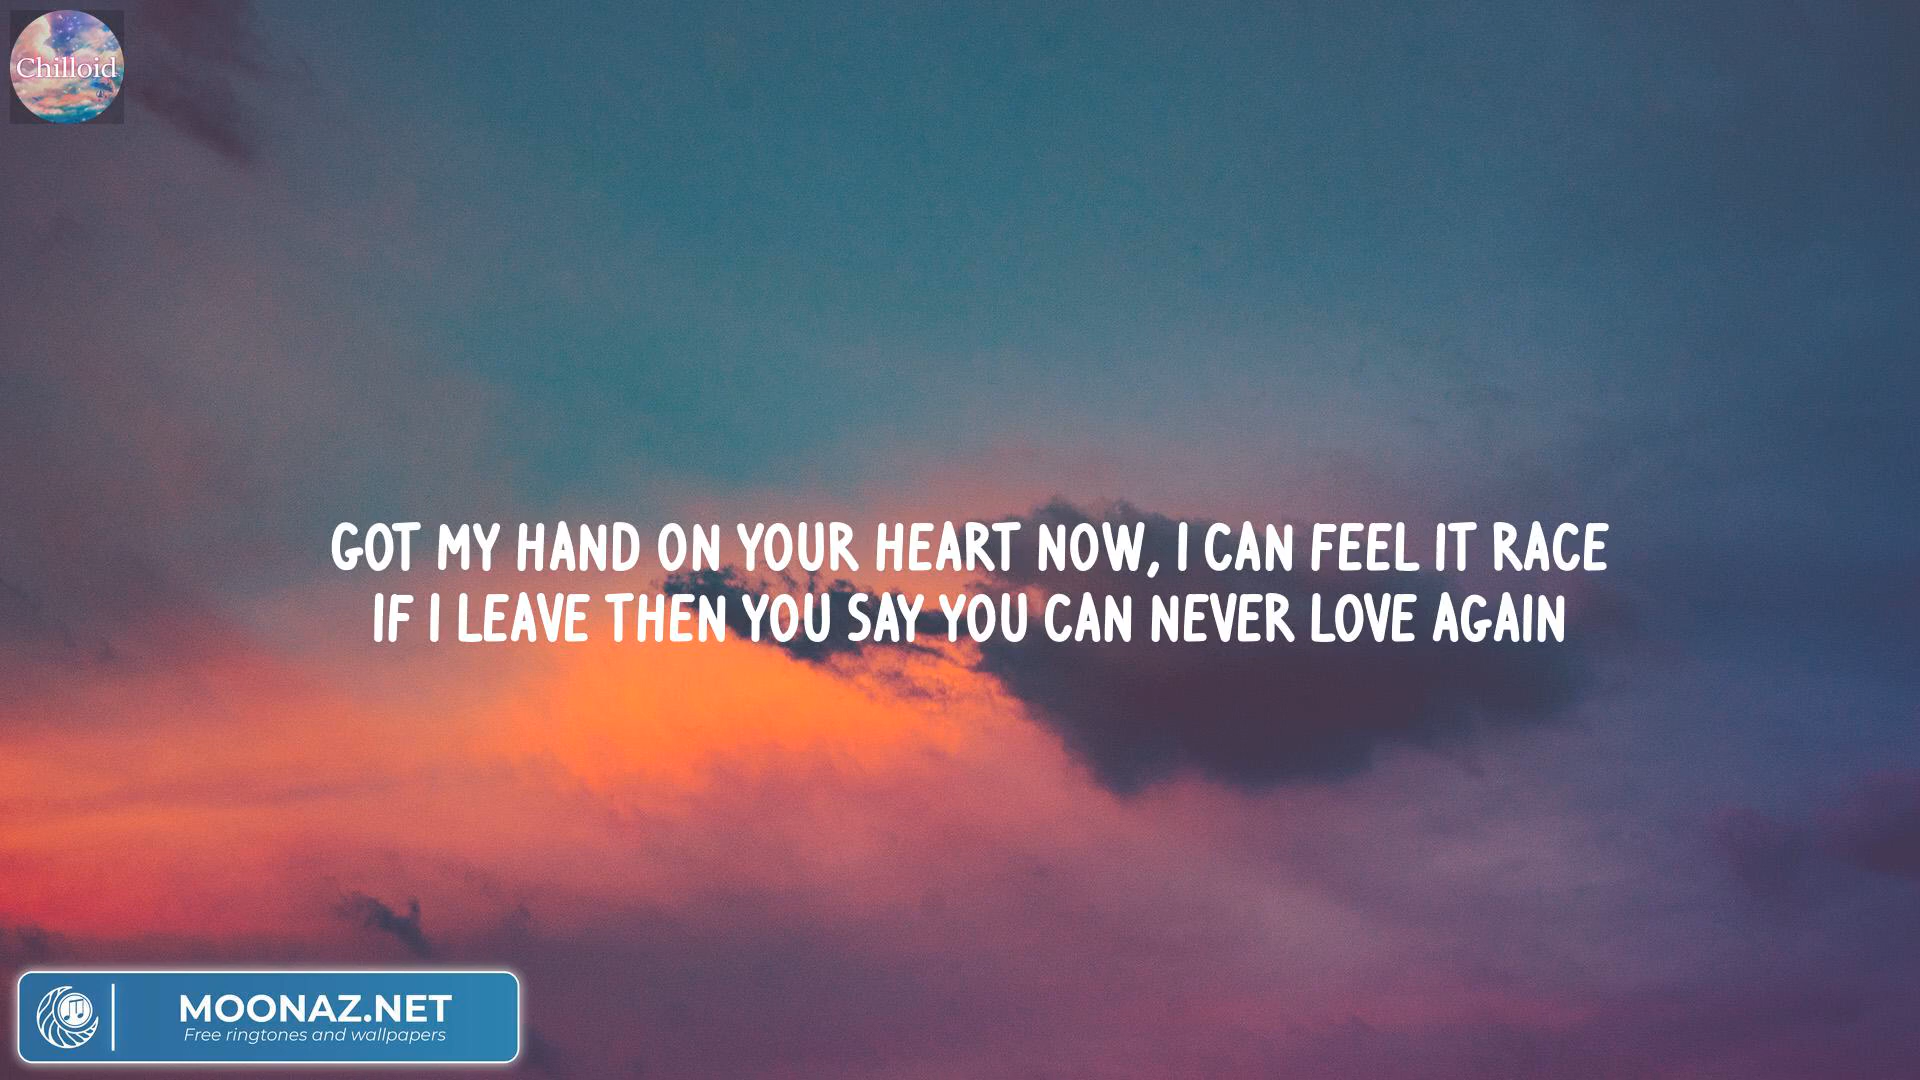 Chilloid
GOT MY HAND ON YOUR HEART NOW, I CAN FEEL IT RACE
IF I LEAVE THEN YOU SAY YOU CAN NEVER LOVE AGAIN
MOONAZ.NET
Free ringtones and wallpapers